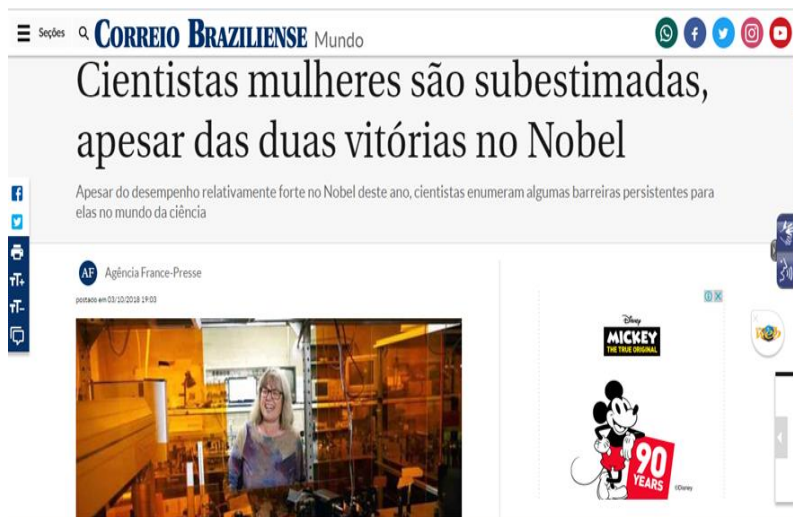 Seções CORREIO BRAZILIENSE Mundo
Cientistas mulheres são subestimadas,
apesar das duas vitórias no Nobel
Apesar do desempenho relativamente forte no Nobel deste ano, cientistas enumeram algumas barreiras persistentes para
elas no mundo da ciência
AF Agência France-Presse
postado em 03/10/2018 19:03
TT+
TT-
Disney
MICKEY
THE TRUE ORIGINAL
90
YEARS
©Disney